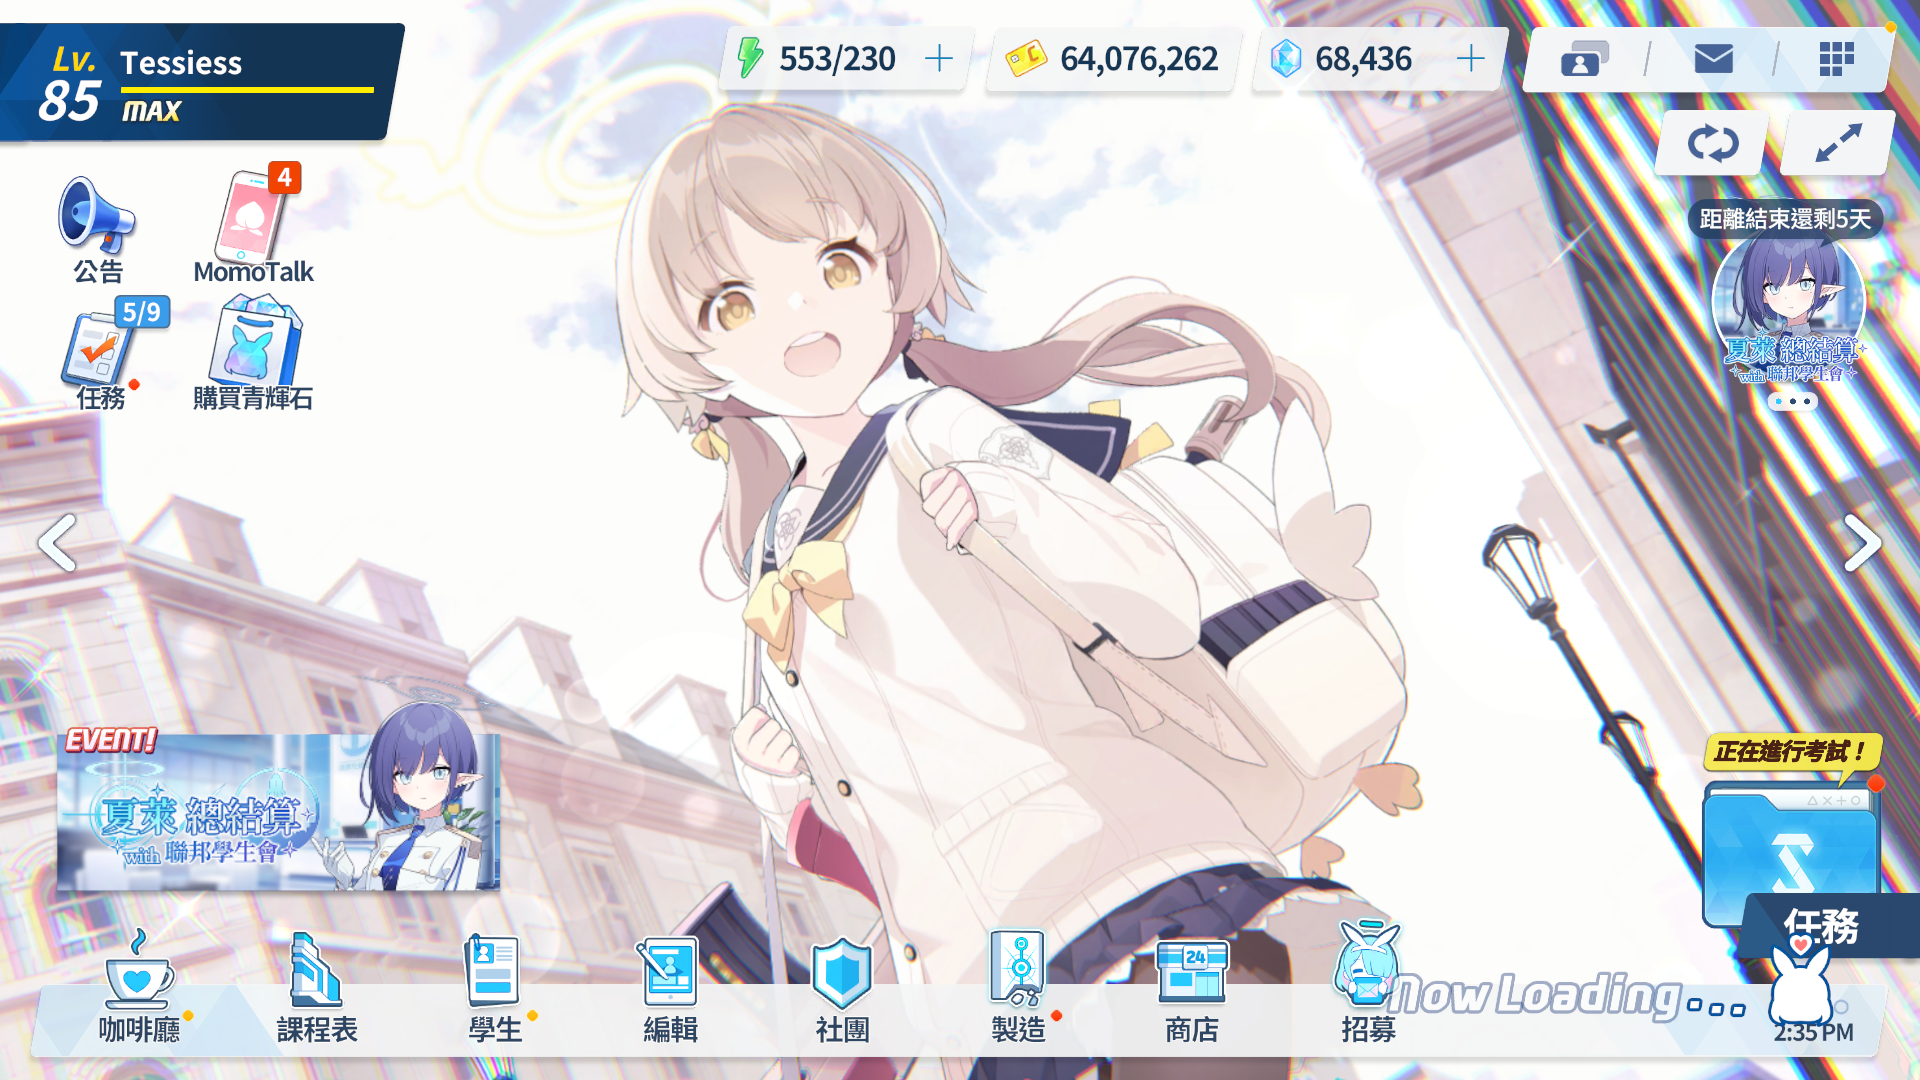 Lv. 85
Tessiess
MAX
553/230
64,076,262
68,436
公告
MomoTalk
4
任務
5/9
購買青輝石
距離結束還剩5天
夏萊 總結算
with 聯邦學生會
EVENT!
夏萊 總結算
with 聯邦學生會
正在進行考試！
任務
咖啡廳
課程表
學生
編輯
社團
製造
24
商店
招募
Now Loading...
2:35 PM